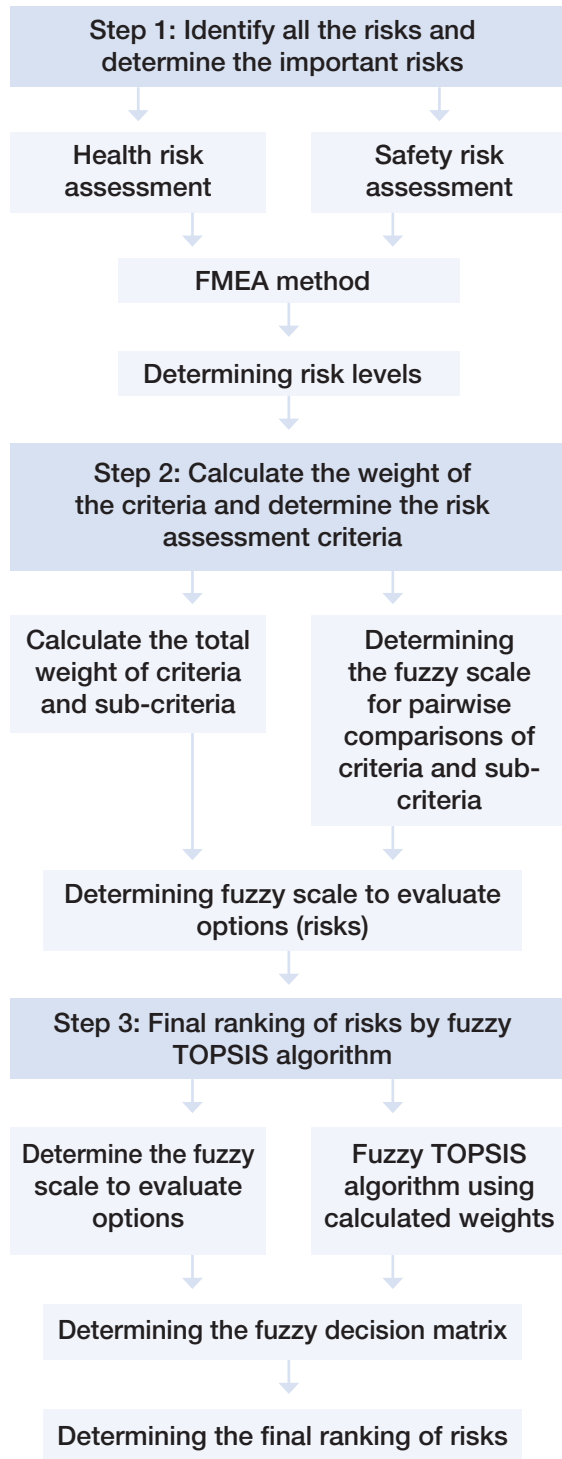 Step 1: Identify all the risks and
determine the important risks
Health risk
assessment
Safety risk
assessment
FMEA method
Determining risk levels
Step 2: Calculate the weight of
the criteria and determine the risk
assessment criteria
Calculate the total
weight of criteria
and sub-criteria
Determining
the fuzzy scale
for pairwise
comparisons of
criteria and sub-
criteria
Determining fuzzy scale to evaluate
options (risks)
Step 3: Final ranking of risks by fuzzy
TOPSIS algorithm
Determine the fuzzy
scale to evaluate
options
Fuzzy TOPSIS
algorithm using
calculated weights
Determining the fuzzy decision matrix
Determining the final ranking of risks